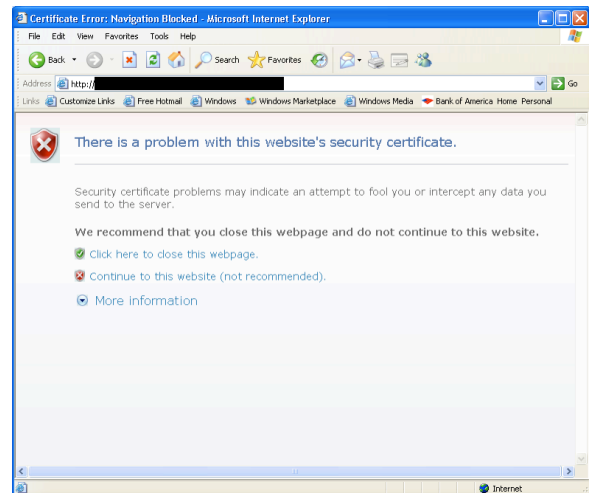 Certificate Error: Navigation Blocked - Microsoft Internet Explorer
File Edit View Favorites Tools Help
Back Search Favorites
Address http:// Go
Links Customize Links Free Hotmail Windows Windows Marketplace Windows Media Bank of America Home Personal
There is a problem with this website's security certificate.
Security certificate problems may indicate an attempt to fool you or intercept any data you
send to the server.
We recommend that you close this webpage and do not continue to this website.
Click here to close this webpage.
Continue to this website (not recommended).
More information
Internet